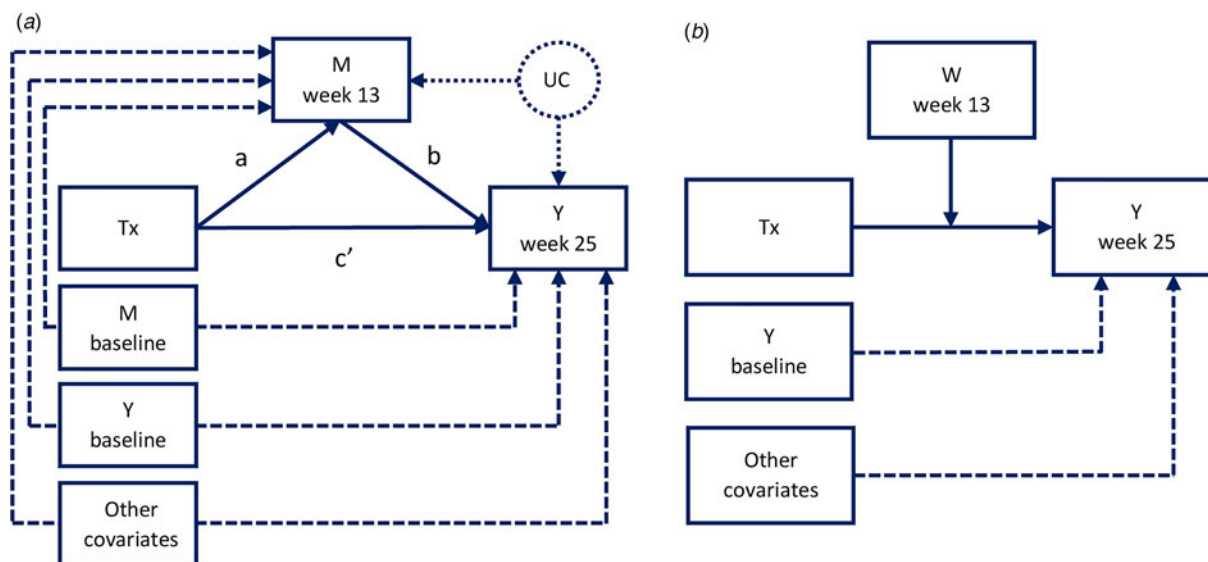 (a)
M
week 13
UC
a
b
Tx
c'
Y
week 25
M
baseline
Y
baseline
Other
covariates
(b)
W
week 13
Tx
Y
week 25
Y
baseline
Other
covariates